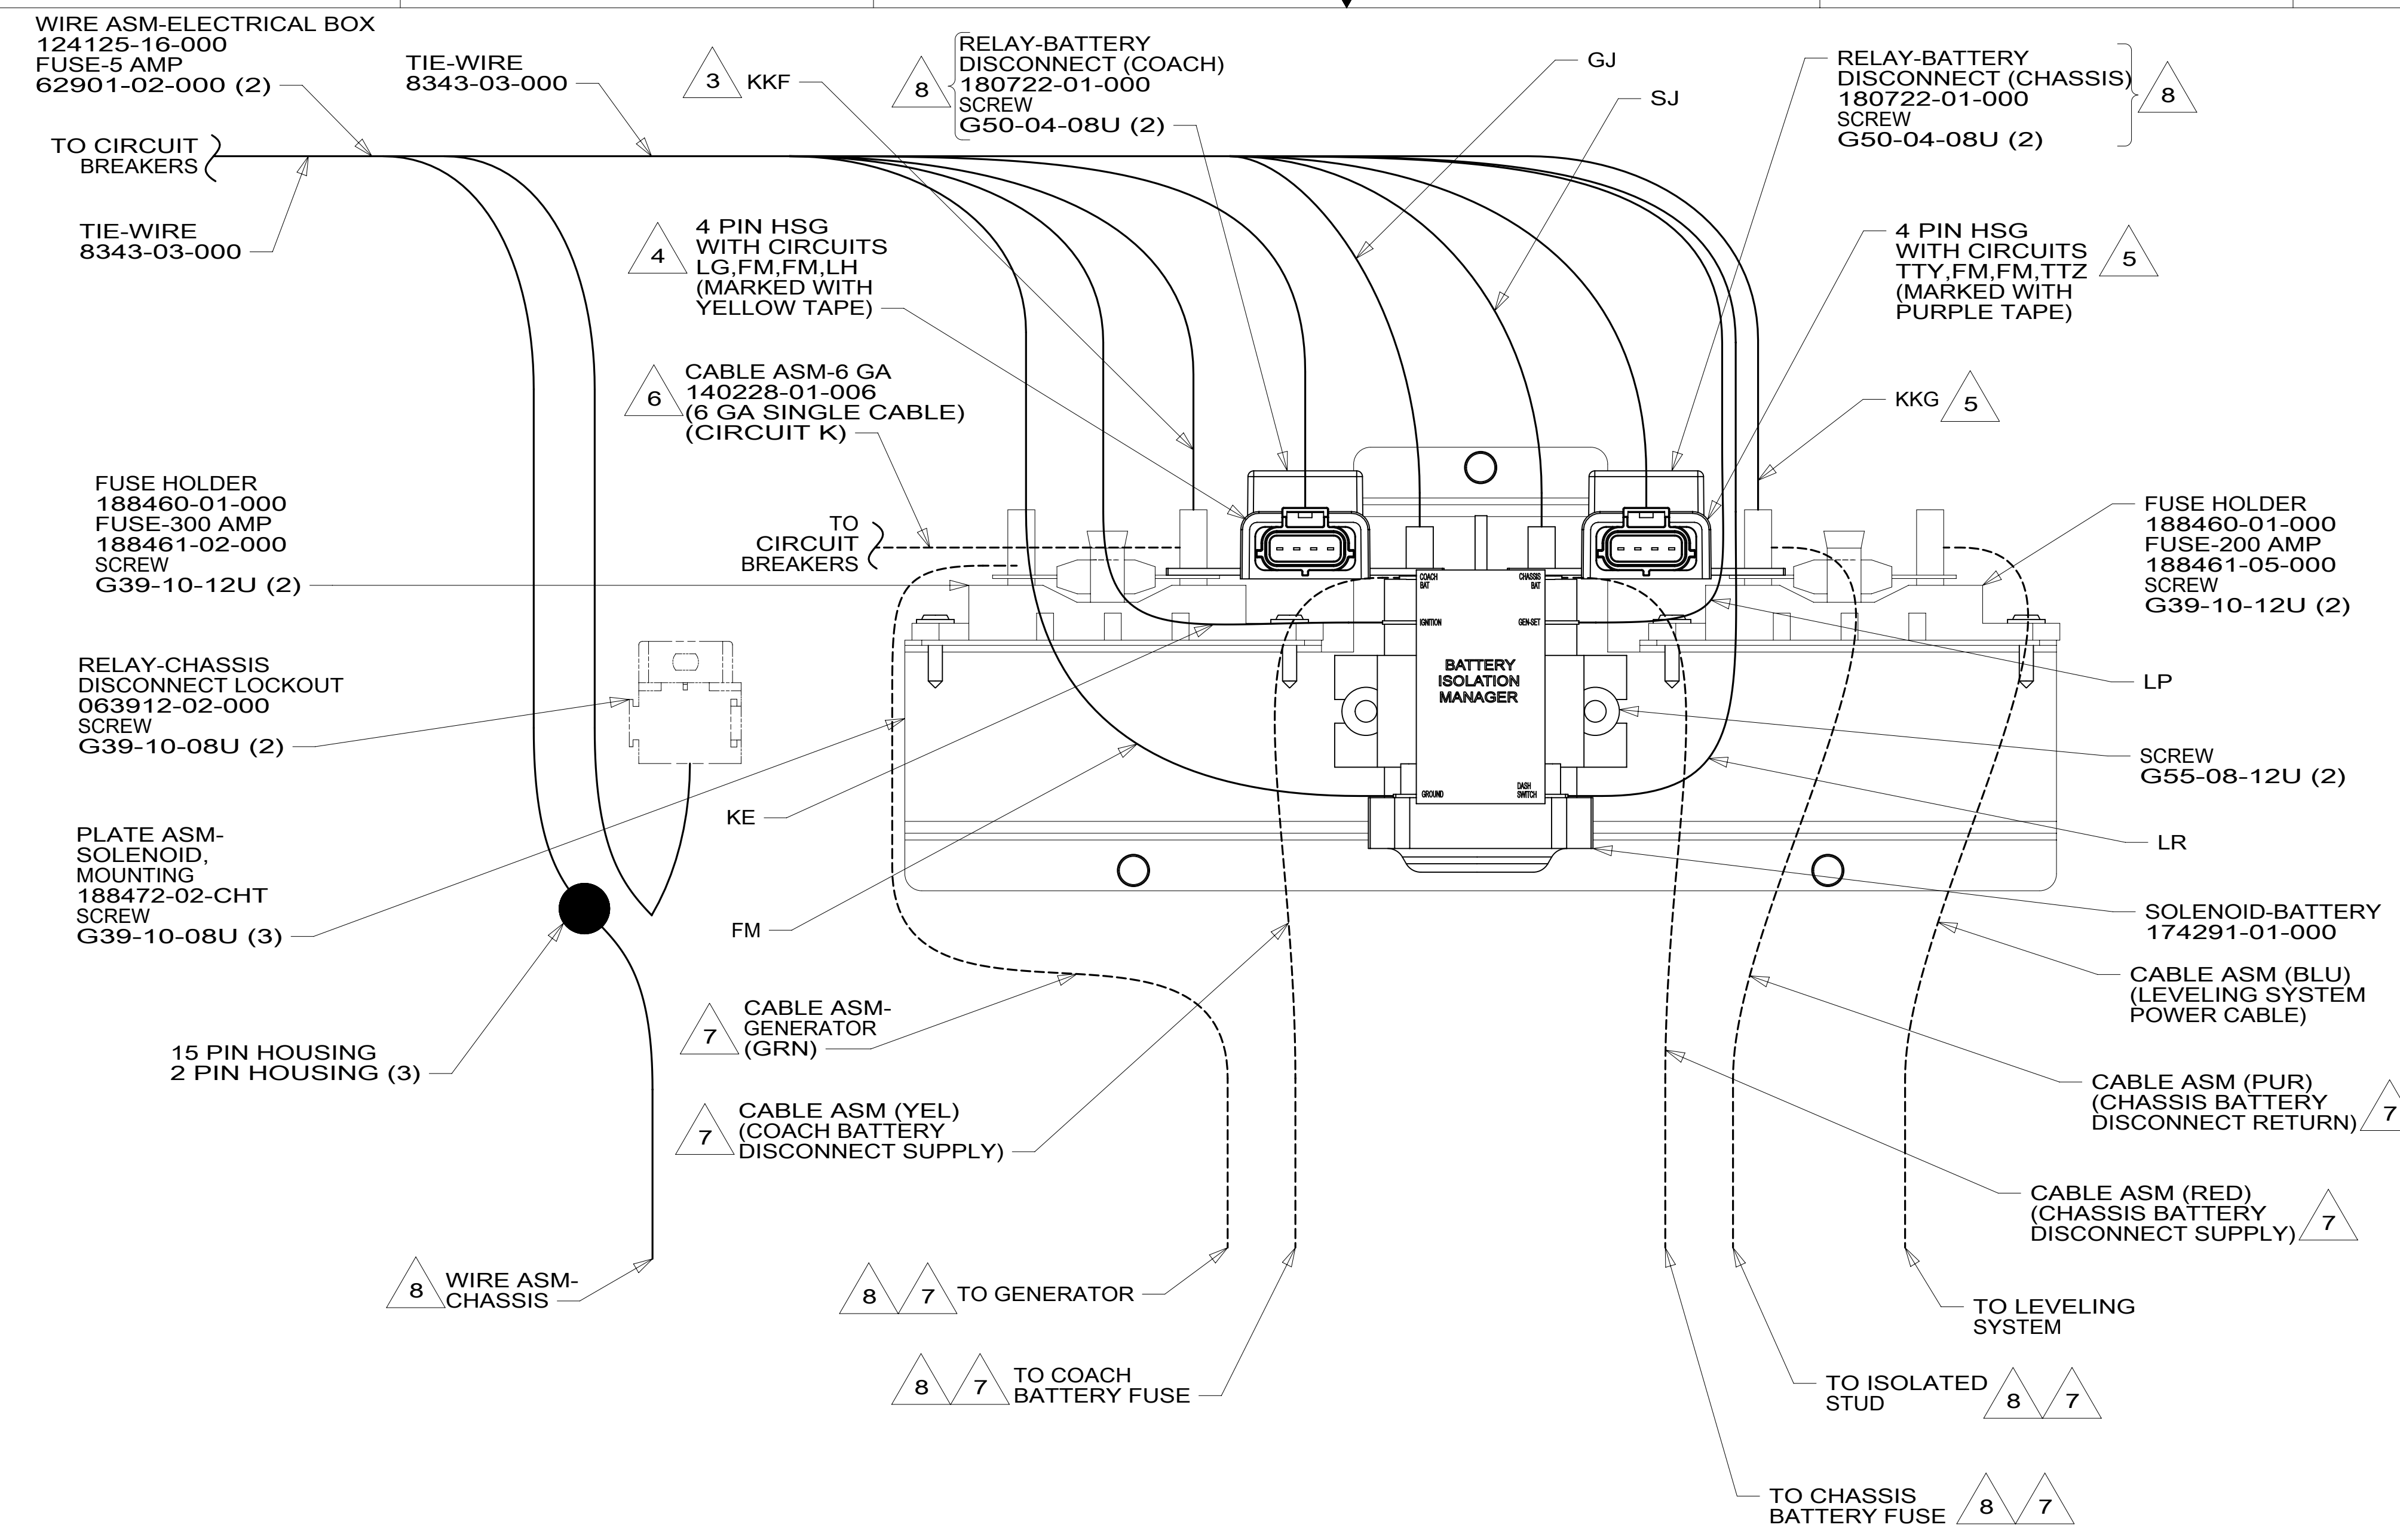 WIRE ASM-ELECTRICAL BOX
124125-16-000
FUSE-5 AMP
62901-02-000 (2)
TIE-WIRE
8343-03-000
3
KKF
8
RELAY-BATTERY
DISCONNECT (COACH)
180722-01-000
SCREW
G50-04-08U (2)
GJ
SJ
RELAY-BATTERY
DISCONNECT (CHASSIS)
180722-01-000
SCREW
G50-04-08U (2)
8
TO CIRCUIT
BREAKERS
TIE-WIRE
8343-03-000
4
4 PIN HSG
WITH CIRCUITS
LG,FM,FM,LH
(MARKED WITH
YELLOW TAPE)
4 PIN HSG
WITH CIRCUITS
TTY,FM,FM,TTZ
(MARKED WITH
PURPLE TAPE)
5
6
CABLE ASM-6 GA
140228-01-006
(6 GA SINGLE CABLE)
(CIRCUIT K)
KKG
5
FUSE HOLDER
188460-01-000
FUSE-300 AMP
188461-02-000
SCREW
G39-10-12U (2)
TO
CIRCUIT
BREAKERS
FUSE HOLDER
188460-01-000
FUSE-200 AMP
188461-05-000
SCREW
G39-10-12U (2)
COACH
BAT
CHASSIS
BAT
IGNITION
GEN-SET
BATTERY
ISOLATION
MANAGER
GROUND
DASH
SWITCH
RELAY-CHASSIS
DISCONNECT LOCKOUT
063912-02-000
SCREW
G39-10-08U (2)
LP
SCREW
G55-08-12U (2)
KE
PLATE ASM-
SOLENOID,
MOUNTING
188472-02-CHT
SCREW
G39-10-08U (3)
LR
FM
SOLENOID-BATTERY
174291-01-000
CABLE ASM (BLU)
(LEVELING SYSTEM
POWER CABLE)
7
CABLE ASM-
GENERATOR
(GRN)
15 PIN HOUSING
2 PIN HOUSING (3)
CABLE ASM (PUR)
(CHASSIS BATTERY
DISCONNECT RETURN)
7
7
CABLE ASM (YEL)
(COACH BATTERY
DISCONNECT SUPPLY)
CABLE ASM (RED)
(CHASSIS BATTERY
DISCONNECT SUPPLY)
7
8
WIRE ASM-
CHASSIS
8
7
TO GENERATOR
TO LEVELING
SYSTEM
8
7
TO COACH
BATTERY FUSE
TO ISOLATED
STUD
8
7
TO CHASSIS
BATTERY FUSE
8
7